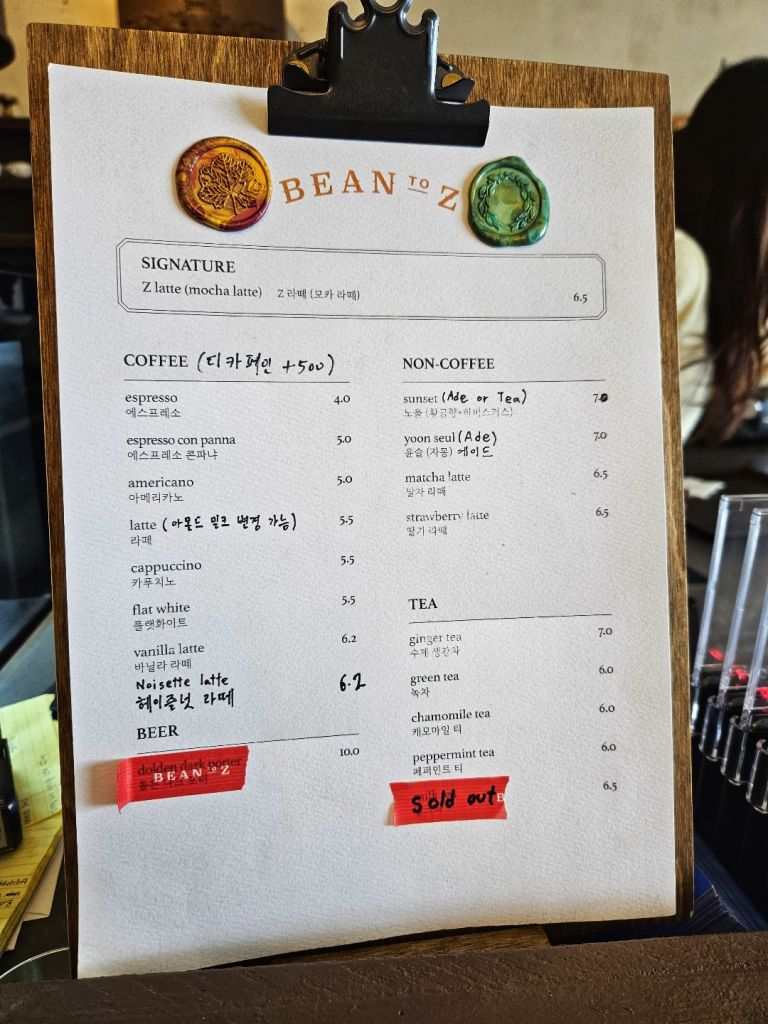 BEAN TO Z
SIGNATURE
Z latte (mocha latte) Z 라떼 (모카 라떼) 6.5
COFFEE (디카페인 +500)
espresso 4.0
에스프레소
espresso con panna 5.0
에스프레소 콘파냐
americano 5.0
아메리카노
latte (아몬드 밀크 변경 가능) 5.5
라떼
cappuccino 5.5
카푸치노
flat white 5.5
플랫화이트
vanilla latte 6.2
바닐라 라떼
Noisette latte 6.2
헤이즐넛 라떼
BEER
dolden dark porter 10.0
BEAN TO Z
NON-COFFEE
sunset (Ade or Tea) 7.0
노을 (황금향+히비스커스)
yoon seul (Ade) 7.0
윤슬 (자몽) 에이드
matcha latte 6.5
말차 라떼
strawberry latte 6.5
딸기 라떼
TEA
ginger tea 7.0
수제 생강차
green tea 6.0
녹차
chamomile tea 6.0
캐모마일 티
peppermint tea 6.0
페퍼민트 티
Sold out 6.5